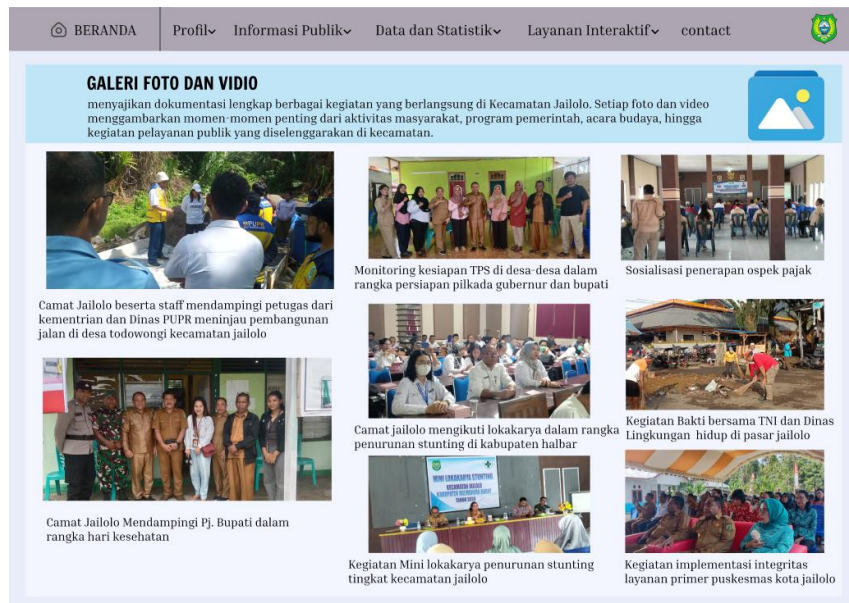 BERANDA
Profil
Informasi Publik
Data dan Statistik
Layanan Interaktif
contact
GALERI FOTO DAN VIDIO
menyajikan dokumentasi lengkap berbagai kegiatan yang berlangsung di Kecamatan Jailolo. Setiap foto dan video
menggambarkan momen-momen penting dari aktivitas masyarakat, program pemerintah, acara budaya, hingga
kegiatan pelayanan publik yang diselenggarakan di kecamatan.
Camat Jailolo beserta staff mendampingi petugas dari
kementrian dan Dinas PUPR meninjau pembangunan
jalan di desa todowongi kecamatan jailolo
Camat Jailolo Mendampingi Pj. Bupati dalam
rangka hari kesehatan
Monitoring kesiapan TPS di desa-desa dalam
rangka persiapan pilkada gubernur dan bupati
Camat jailolo mengikuti lokakarya dalam rangka
penurunan stunting di kabupaten halbar
MINI LOKAKARYA STUNTING
KECAMATAN JAILOLO
KABUPATEN HALMAHERA BARAT
Kegiatan Mini lokakarya penurunan stunting
tingkat kecamatan jailolo
Sosialisasi penerapan ospek pajak
Kegiatan Bakti bersama TNI dan Dinas
Lingkungan hidup di pasar jailolo
Kegiatan implementasi integritas
layanan primer puskesmas kota jailolo